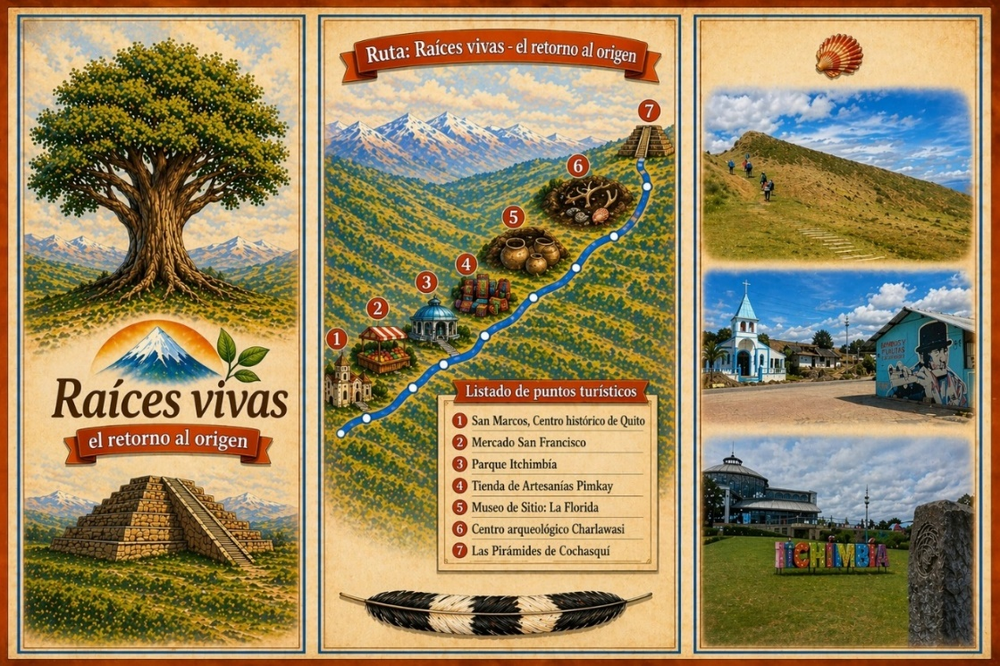 Raíces vivas
el retorno al origen
Ruta: Raíces vivas - el retorno al origen
7
6
5
4
3
2
1
Listado de puntos turísticos
1 San Marcos, Centro histórico de Quito
2 Mercado San Francisco
3 Parque Itchimbía
4 Tienda de Artesanías Pimkay
5 Museo de Sitio: La Florida
6 Centro arqueológico Charlawasi
7 Las Pirámides de Cochasquí
ITCHIMBÍA